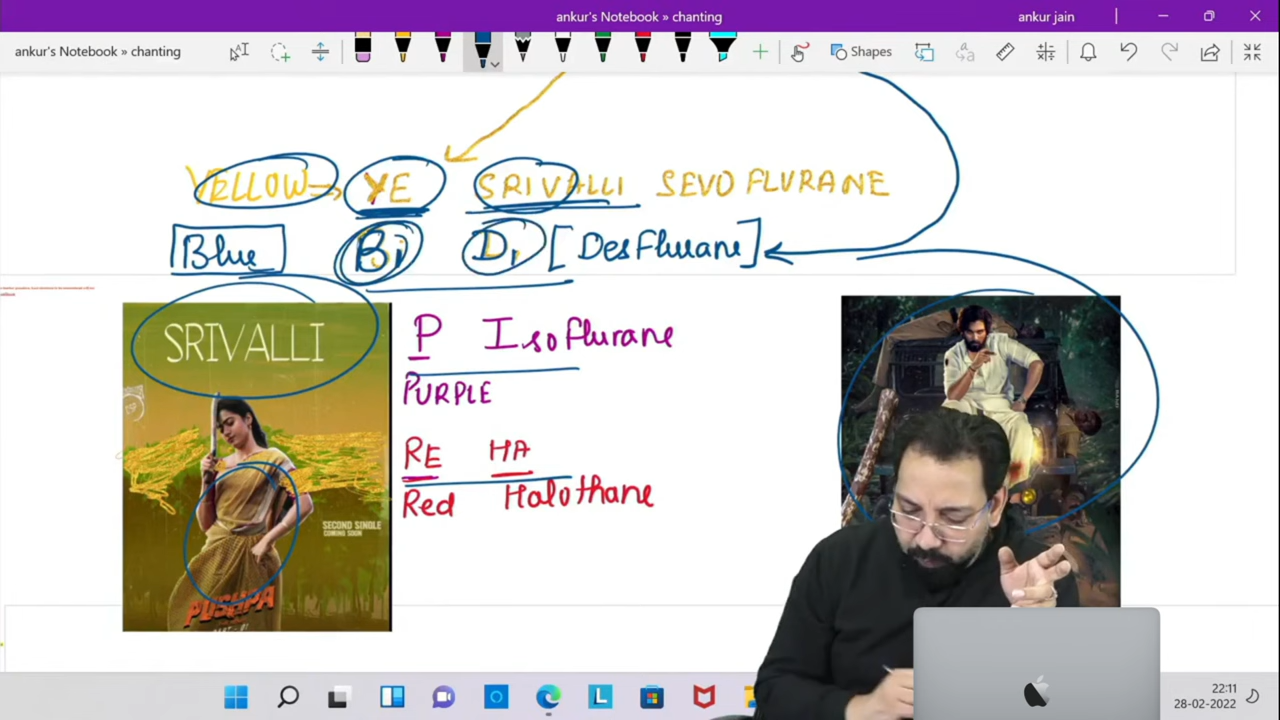 ankur's Notebook » chanting
ankur jain
ankur's Notebook » chanting
Shapes
YELLOW → YE SRIVALLI SEVO FLURANE
Blue Bi Di [Desflurane]
SRIVALLI
P Isoflurane
PURPLE
RE HA
Red Halothane
SECOND SINGLE
COMING SOON
PUSHPA
22:11
28-02-2022